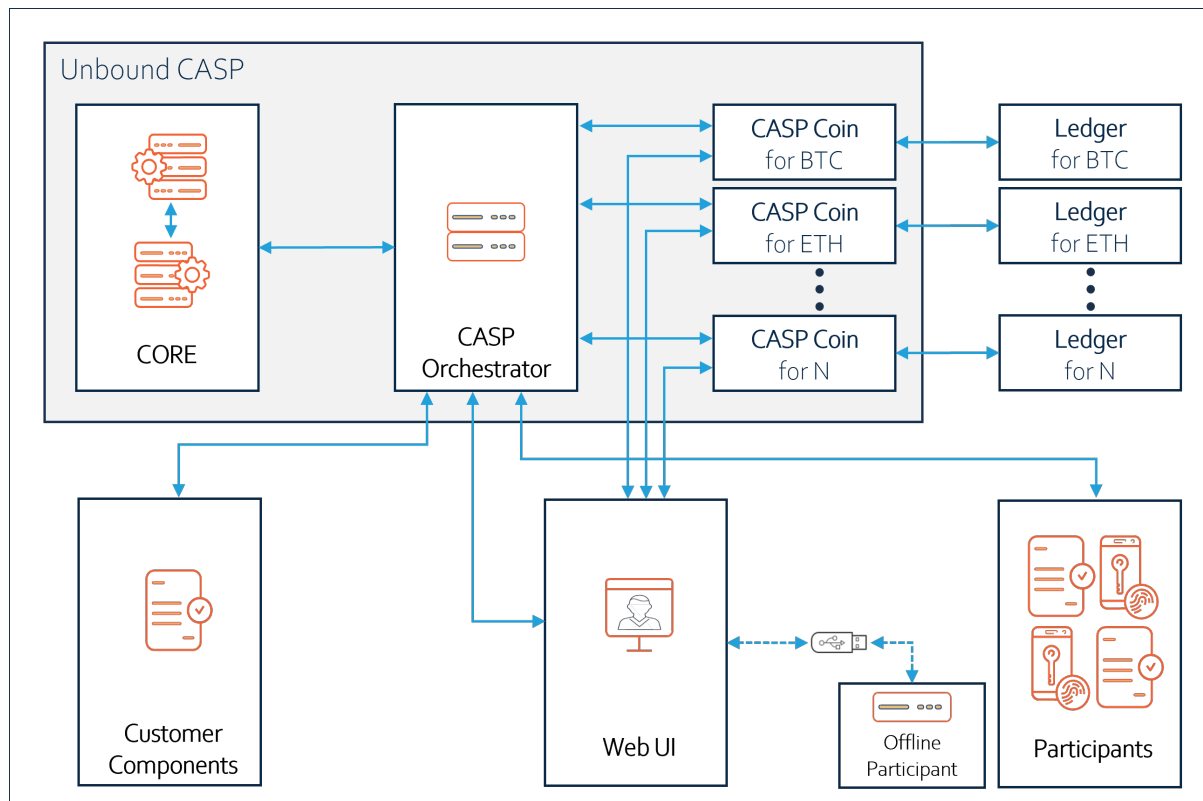 Unbound CASP
CORE
CASP
Orchestrator
CASP Coin
for BTC
CASP Coin
for ETH
CASP Coin
for N
Ledger
for BTC
Ledger
for ETH
Ledger
for N
Customer
Components
Web UI
Offline
Participant
Participants